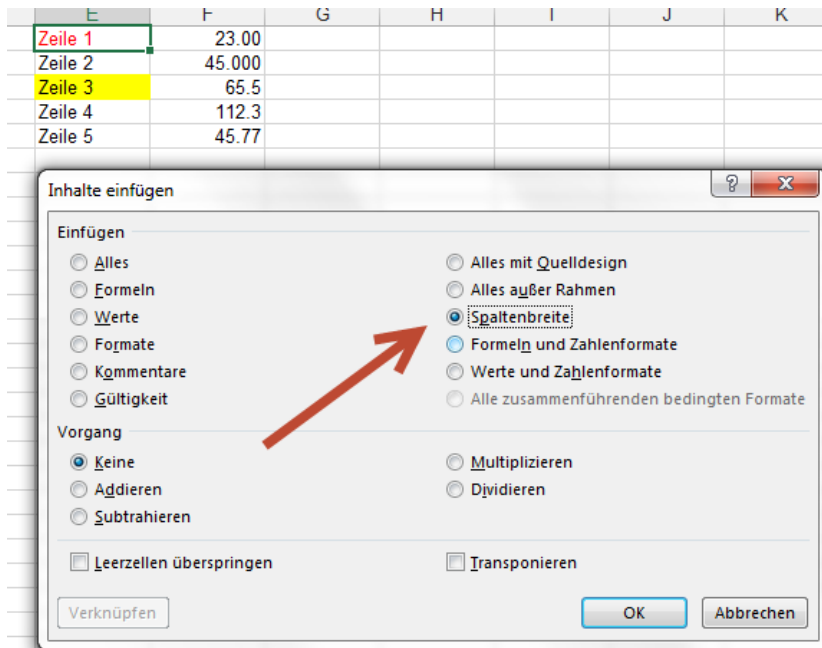 E F G H I J K
Zeile 1 23.00
Zeile 2 45.000
Zeile 3 65.5
Zeile 4 112.3
Zeile 5 45.77
Inhalte einfügen
Einfügen
Alles Alles mit Quelldesign
Formeln Alles außer Rahmen
Werte Spaltenbreite
Formate Formeln und Zahlenformate
Kommentare Werte und Zahlenformate
Gültigkeit Alle zusammenführenden bedingten Formate
Vorgang
Keine Multiplizieren
Addieren Dividieren
Subtrahieren
Leerzellen überspringen Transponieren
Verknüpfen OK Abbrechen